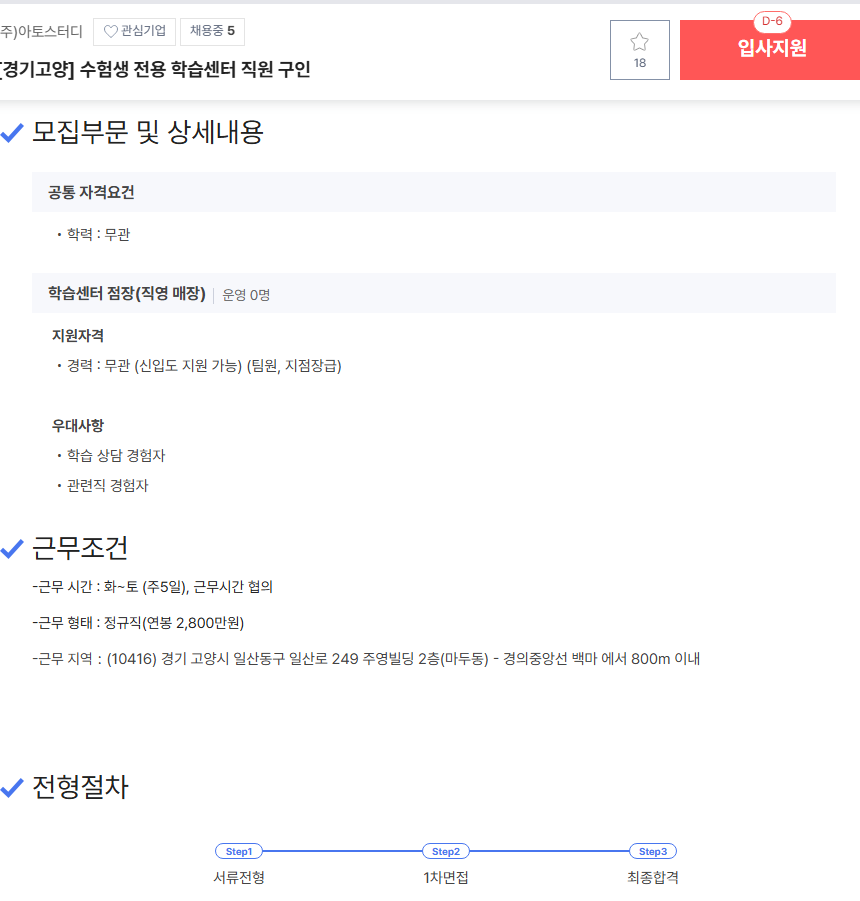 주)아토스터디 관심기업 채용중 5
[경기고양] 수험생 전용 학습센터 직원 구인
18
D-6
입사지원
모집부문 및 상세내용
공통 자격요건
· 학력 : 무관
학습센터 점장(직영 매장) 운영 0명
지원자격
· 경력 : 무관 (신입도 지원 가능) (팀원, 지점장급)
우대사항
· 학습 상담 경험자
· 관련직 경험자
근무조건
-근무 시간 : 화~토 (주5일), 근무시간 협의
-근무 형태 : 정규직(연봉 2,800만원)
-근무 지역 : (10416) 경기 고양시 일산동구 일산로 249 주영빌딩 2층(마두동) - 경의중앙선 백마 에서 800m 이내
전형절차
Step1 Step2 Step3
서류전형 1차면접 최종합격